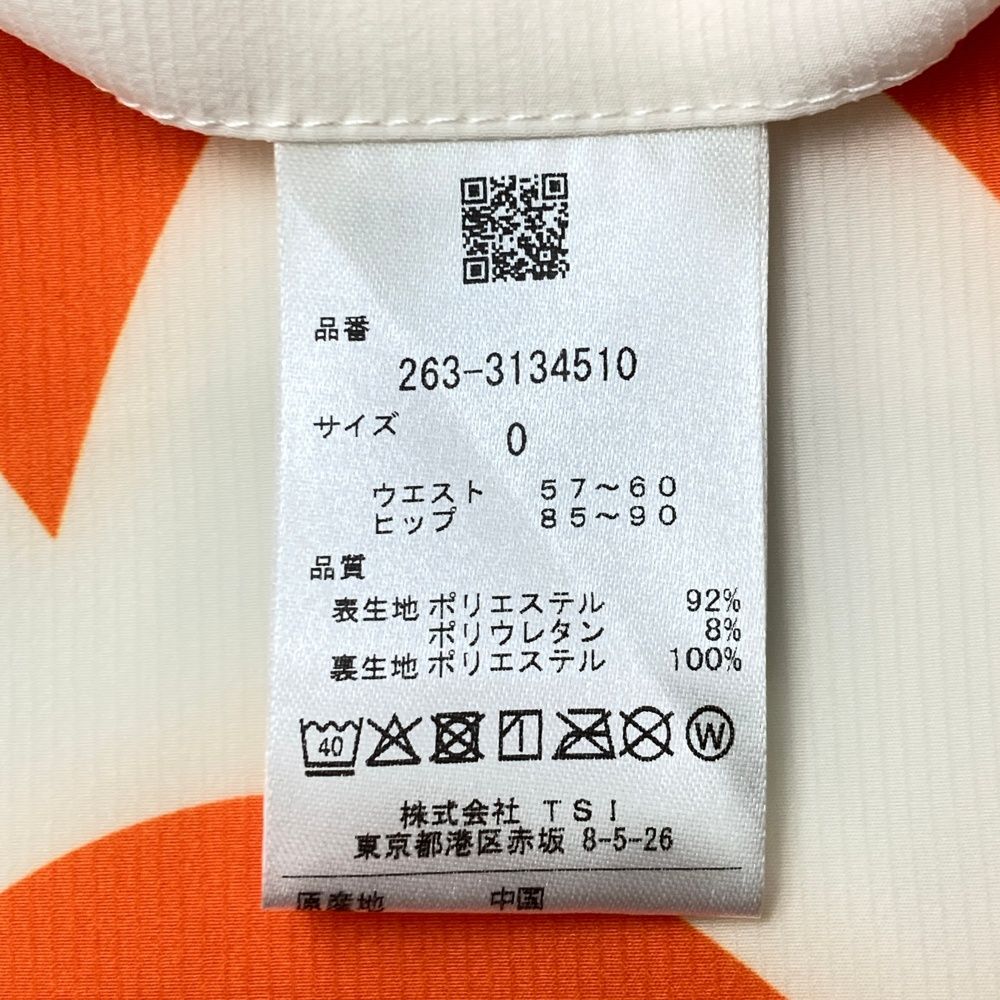 品番
263-3134510
サイズ 0
ウエスト 57～60
ヒップ 85～90
品質
表生地 ポリエステル 92%
ポリウレタン 8%
裏生地 ポリエステル 100%
40 W
株式会社 TSI
東京都港区赤坂 8-5-26
原産地 中国